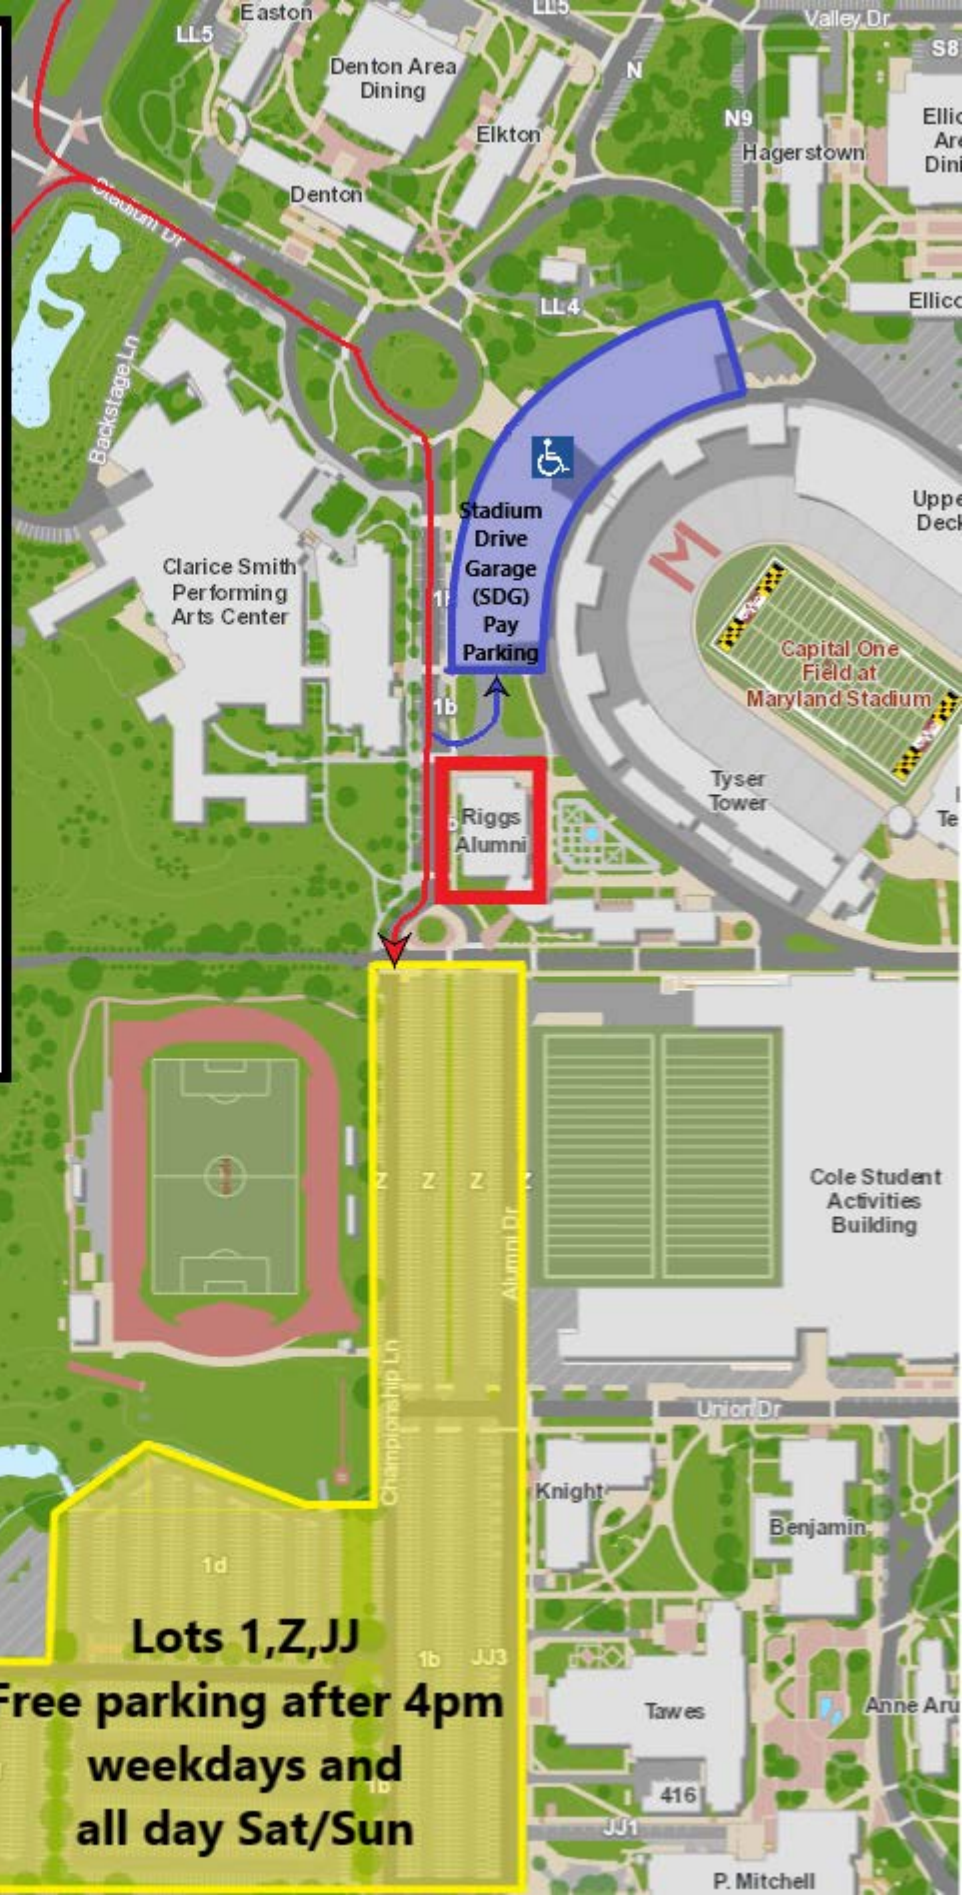 Easton
LL5
LL5
Valley Dr
S8
Denton Area
Dining
N
Elkton
N9
Hagerstown
Denton
Stadium Dr
LL4
Backstage Ln
Stadium
Drive
Garage
(SDG)
Pay
Parking
Clarice Smith
Performing
Arts Center
M
Capital One
Field at
Maryland Stadium
1b
Tyser
Tower
Riggs
Alumni
Z
Z
Z
Z
Cole Student
Activities
Building
Alumni Dr
Championship Ln
Union Dr
Knight
Benjamin
1d
Lots 1,Z,JJ
Free parking after 4pm
weekdays and
all day Sat/Sun
1b
JJ3
1b
Tawes
416
JJ1
P. Mitchell